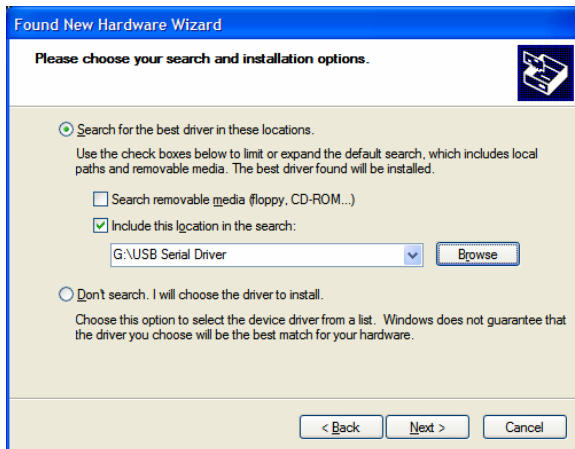 Found New Hardware Wizard
Please choose your search and installation options.
Search for the best driver in these locations.
Use the check boxes below to limit or expand the default search, which includes local
paths and removable media. The best driver found will be installed.
Search removable media (floppy, CD-ROM...)
Include this location in the search:
G:\USB Serial Driver
Browse
Don't search. I will choose the driver to install.
Choose this option to select the device driver from a list. Windows does not guarantee that
the driver you choose will be the best match for your hardware.
< Back Next > Cancel